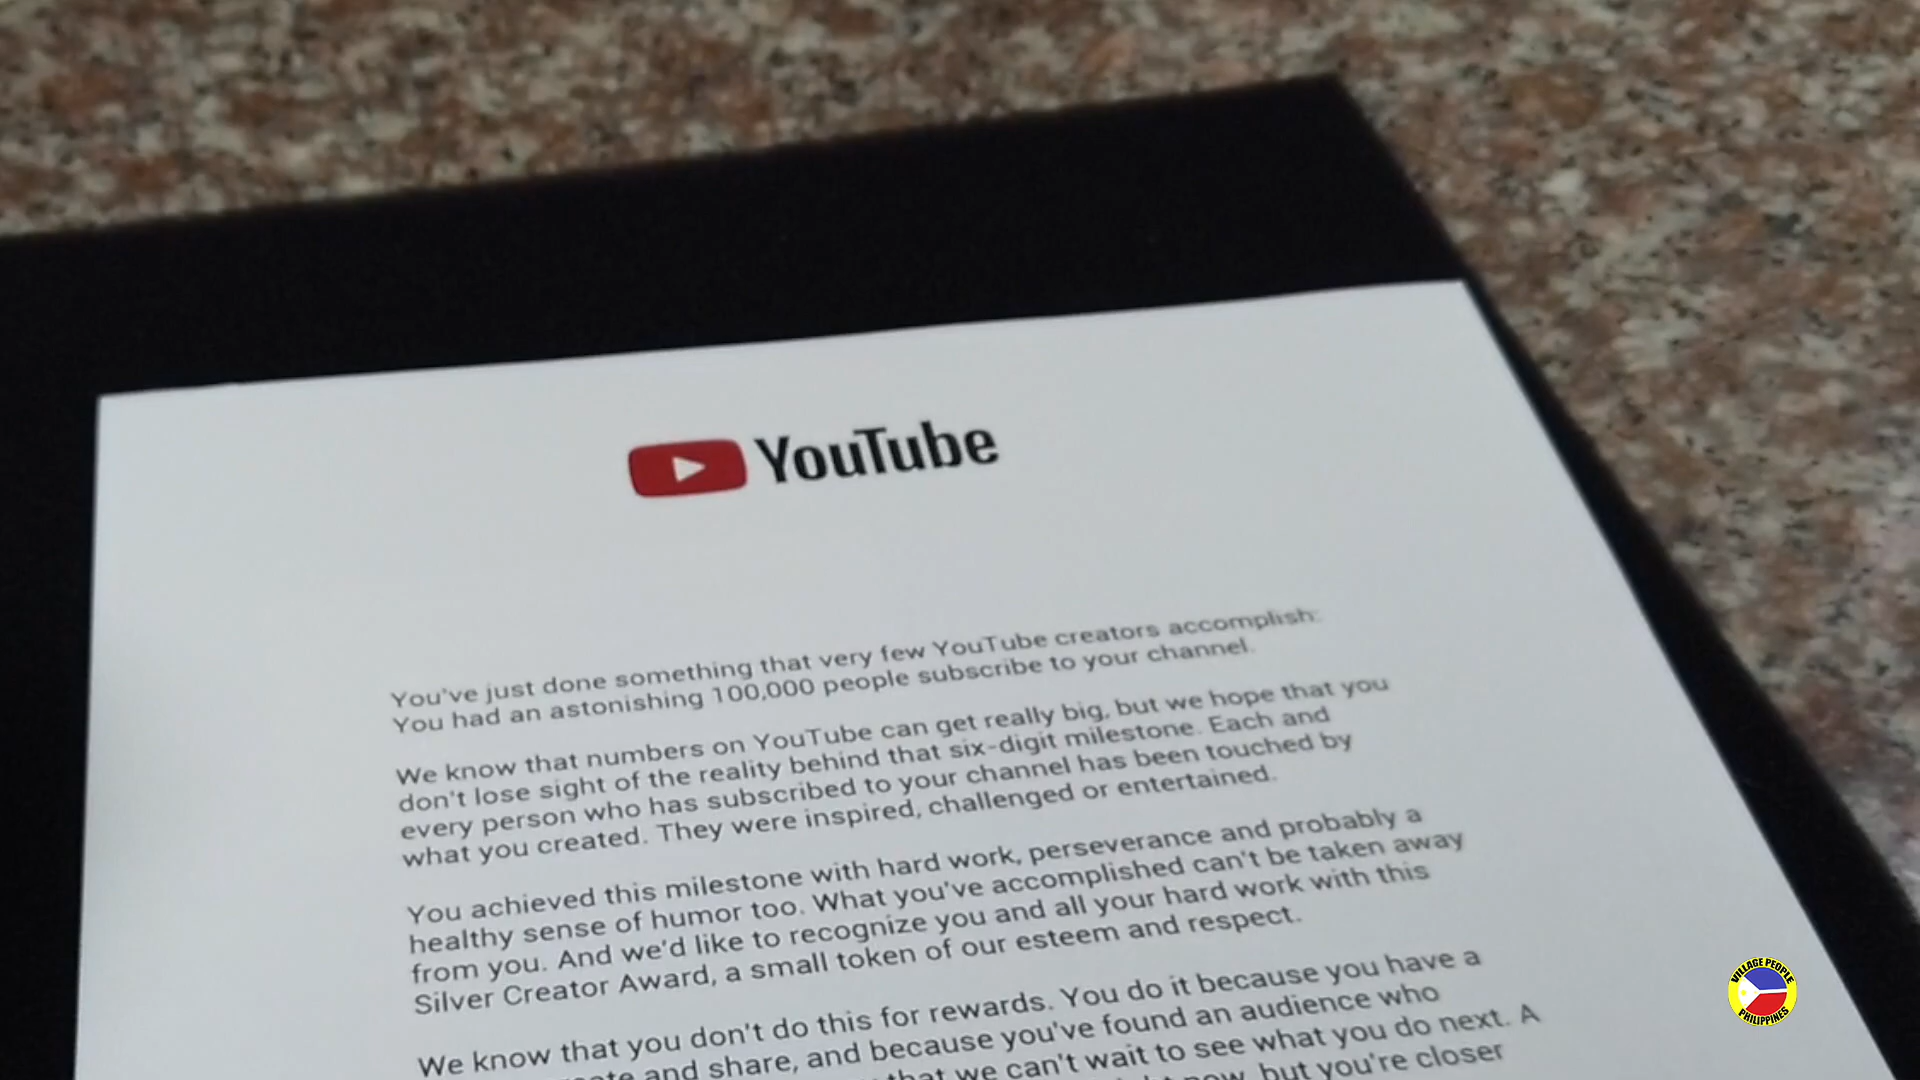 YouTube
You've just done something that very few YouTube creators accomplish:
You had an astonishing 100,000 people subscribe to your channel.
We know that numbers on YouTube can get really big, but we hope that you
don't lose sight of the reality behind that six-digit milestone. Each and
every person who has subscribed to your channel has been touched by
what you created. They were inspired, challenged or entertained.
You achieved this milestone with hard work, perseverance and probably a
healthy sense of humor too. What you've accomplished can't be taken away
from you. And we'd like to recognize you and all your hard work with this
Silver Creator Award, a small token of our esteem and respect.
We know that you don't do this for rewards. You do it because you have a
and share, and because you've found an audience who
that we can't wait to see what you do next. A
now, but you're closer
VILLAGE PEOPLE
PHILIPPINES